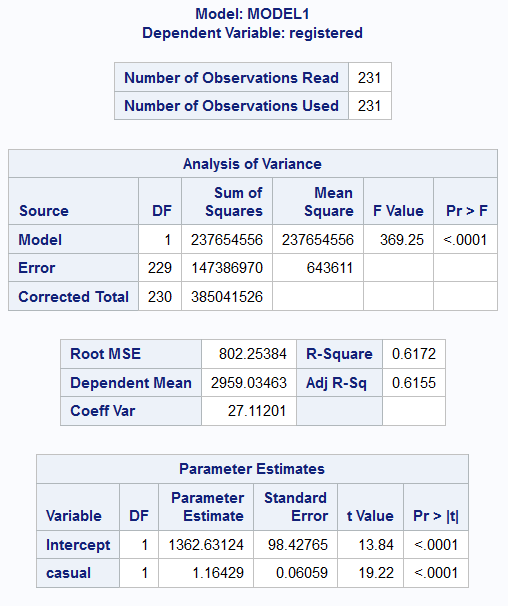 Model: MODEL1
Dependent Variable: registered
Number of Observations Read 231
Number of Observations Used 231
Analysis of Variance
Source DF Sum of Squares Mean Square F Value Pr > F
Model 1 237654556 237654556 369.25 <.0001
Error 229 147386970 643611
Corrected Total 230 385041526
Root MSE 802.25384 R-Square 0.6172
Dependent Mean 2959.03463 Adj R-Sq 0.6155
Coeff Var 27.11201
Parameter Estimates
Variable DF Parameter Estimate Standard Error t Value Pr > |t|
Intercept 1 1362.63124 98.42765 13.84 <.0001
casual 1 1.16429 0.06059 19.22 <.0001